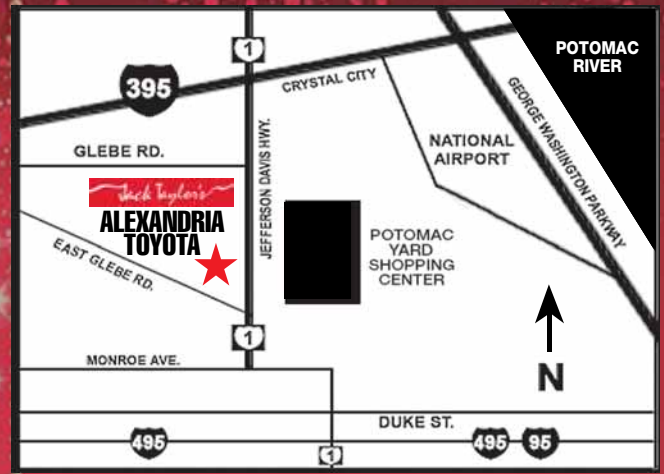 1
POTOMAC
RIVER
395
CRYSTAL CITY
GLEBE RD.
JEFFERSON DAVIS HWY.
NATIONAL
AIRPORT
GEORGE WASHINGTON PARKWAY
Jack Taylor's
ALEXANDRIA
TOYOTA
EAST GLEBE RD.
POTOMAC
YARD
SHOPPING
CENTER
1
MONROE AVE.
N
DUKE ST.
495
1
495
95